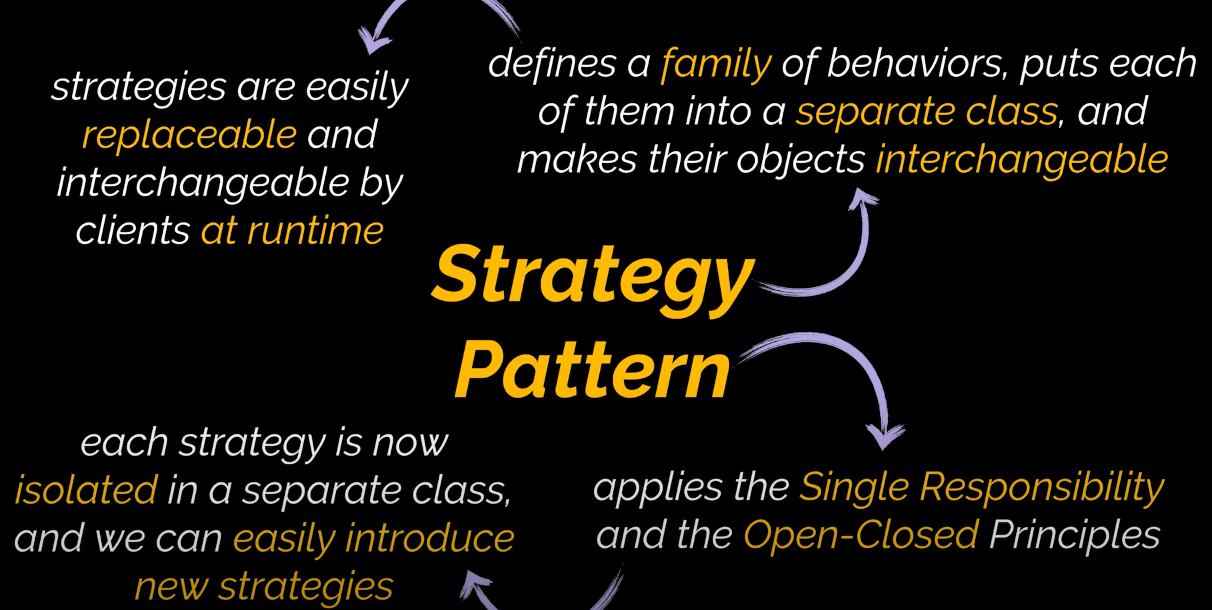 strategies are easily
replaceable and
interchangeable by
clients at runtime
defines a family of behaviors, puts each
of them into a separate class, and
makes their objects interchangeable
Strategy
Pattern
each strategy is now
isolated in a separate class,
and we can easily introduce
new strategies
applies the Single Responsibility
and the Open-Closed Principles